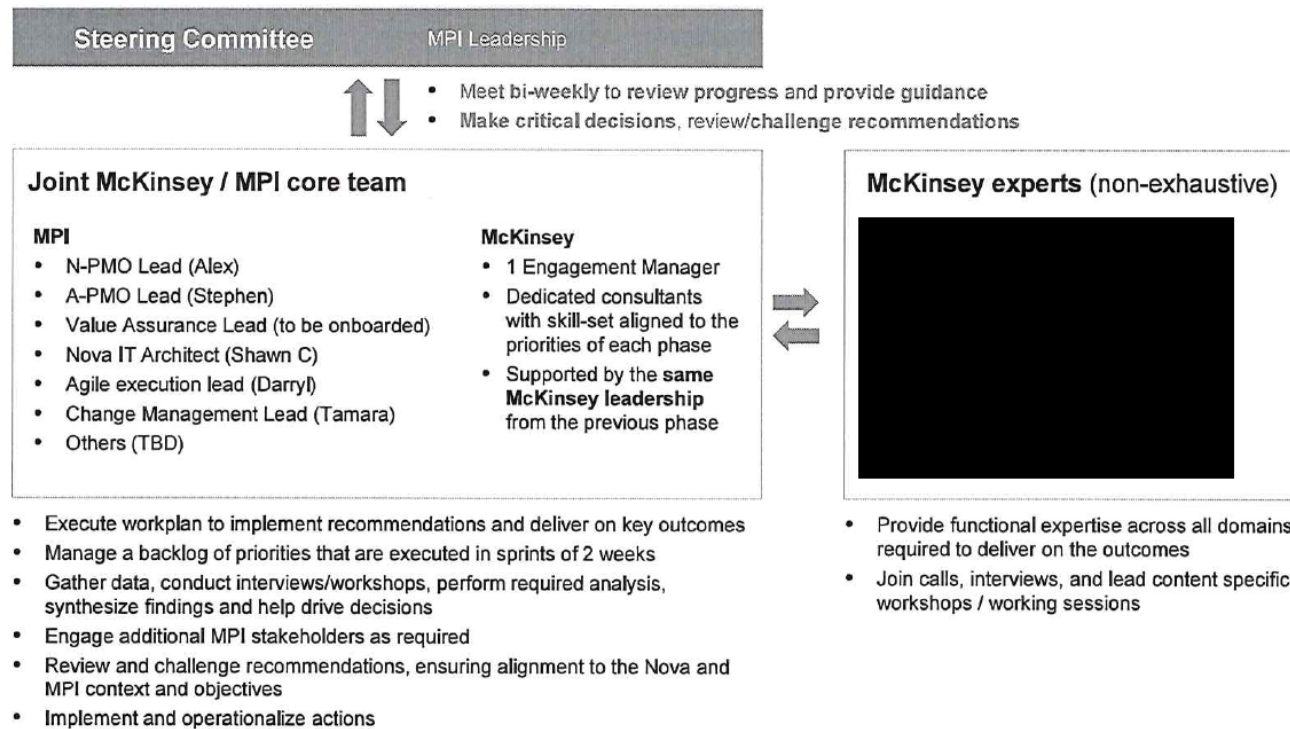 Steering Committee MPI Leadership
• Meet bi-weekly to review progress and provide guidance
• Make critical decisions, review/challenge recommendations
Joint McKinsey / MPI core team
MPI
• N-PMO Lead (Alex)
• A-PMO Lead (Stephen)
• Value Assurance Lead (to be onboarded)
• Nova IT Architect (Shawn C)
• Agile execution lead (Darryl)
• Change Management Lead (Tamara)
• Others (TBD)
McKinsey
• 1 Engagement Manager
• Dedicated consultants
with skill-set aligned to the
priorities of each phase
• Supported by the same
McKinsey leadership
from the previous phase
• Execute workplan to implement recommendations and deliver on key outcomes
• Manage a backlog of priorities that are executed in sprints of 2 weeks
• Gather data, conduct interviews/workshops, perform required analysis,
synthesize findings and help drive decisions
• Engage additional MPI stakeholders as required
• Review and challenge recommendations, ensuring alignment to the Nova and
MPI context and objectives
• Implement and operationalize actions
McKinsey experts (non-exhaustive)
• Provide functional expertise across all domains
required to deliver on the outcomes
• Join calls, interviews, and lead content specific
workshops / working sessions